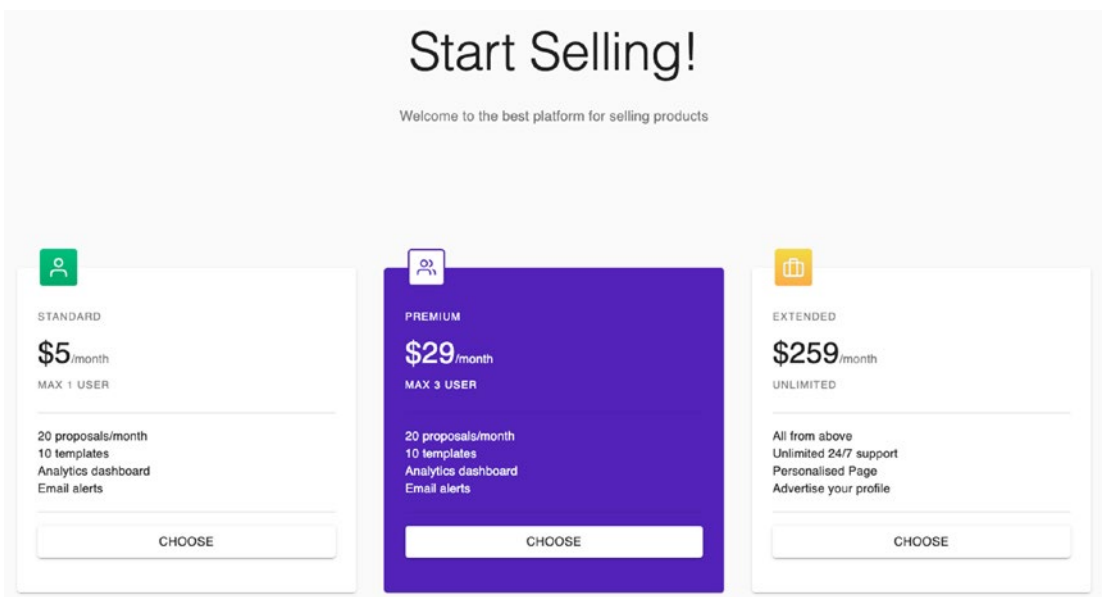 Start Selling!
Welcome to the best platform for selling products
STANDARD
$5/month
MAX 1 USER
20 proposals/month
10 templates
Analytics dashboard
Email alerts
CHOOSE
PREMIUM
$29/month
MAX 3 USER
20 proposals/month
10 templates
Analytics dashboard
Email alerts
CHOOSE
EXTENDED
$259/month
UNLIMITED
All from above
Unlimited 24/7 support
Personalised Page
Advertise your profile
CHOOSE